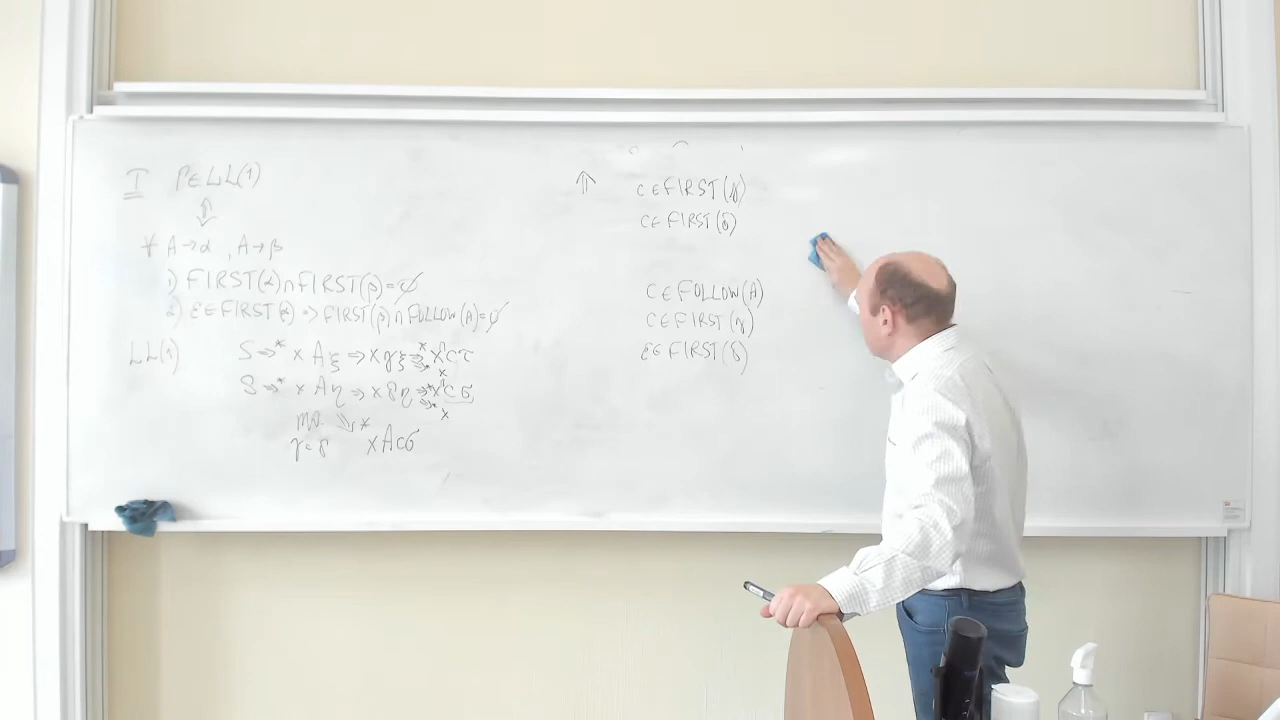 I Γ∈LL(1)
⇕
∀ A→α , A→β
1) FIRST(α)∩FIRST(β)=∅
2) ε∈FIRST(α) ⇒ FIRST(β)∩FOLLOW(A)=∅
LL(1) S⇒* xAξ ⇒ xγξ ⇒* xcτ
S⇒* xAη ⇒ xδη ⇒* xcσ
γ=δ xAcσ
⇑ c∈FIRST(γ)
c∈FIRST(δ)
c∈FOLLOW(A)
c∈FIRST(γ)
ε∈FIRST(δ)